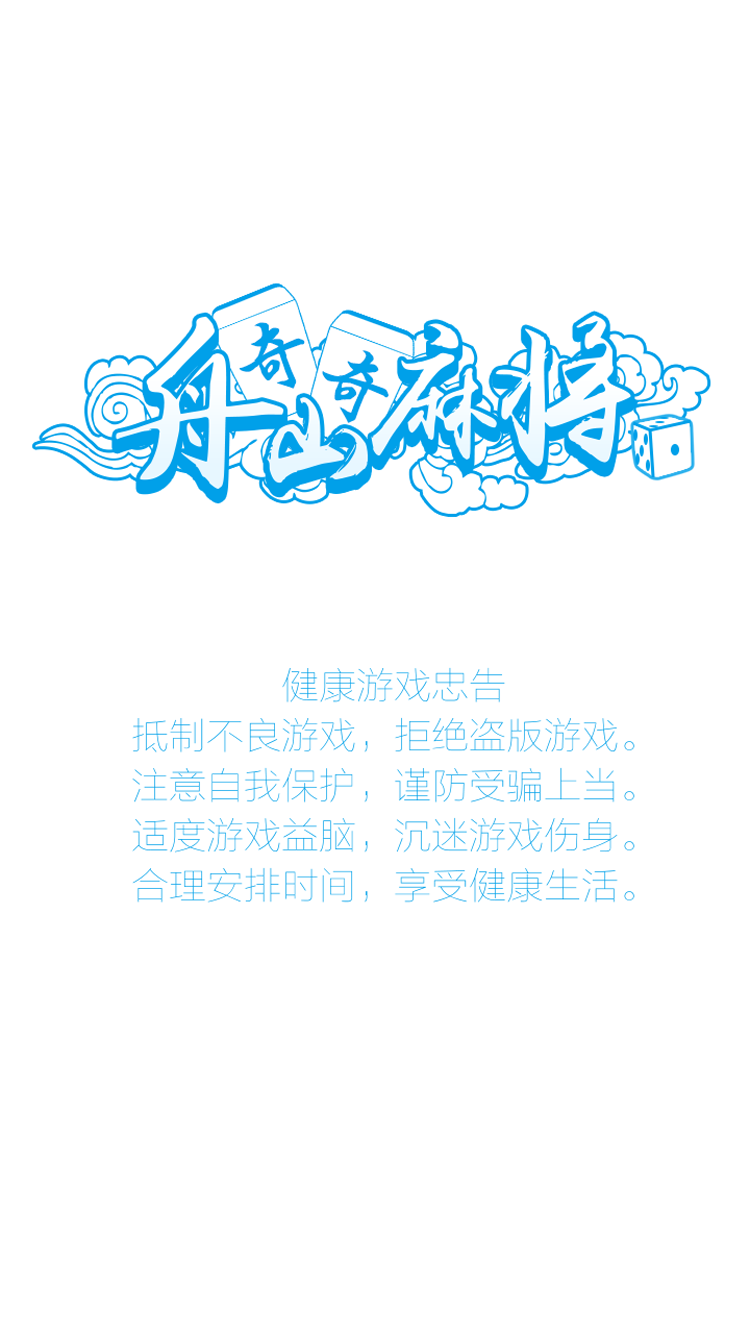 奇奇
舟山麻将
健康游戏忠告
抵制不良游戏，拒绝盗版游戏。
注意自我保护，谨防受骗上当。
适度游戏益脑，沉迷游戏伤身。
合理安排时间，享受健康生活。